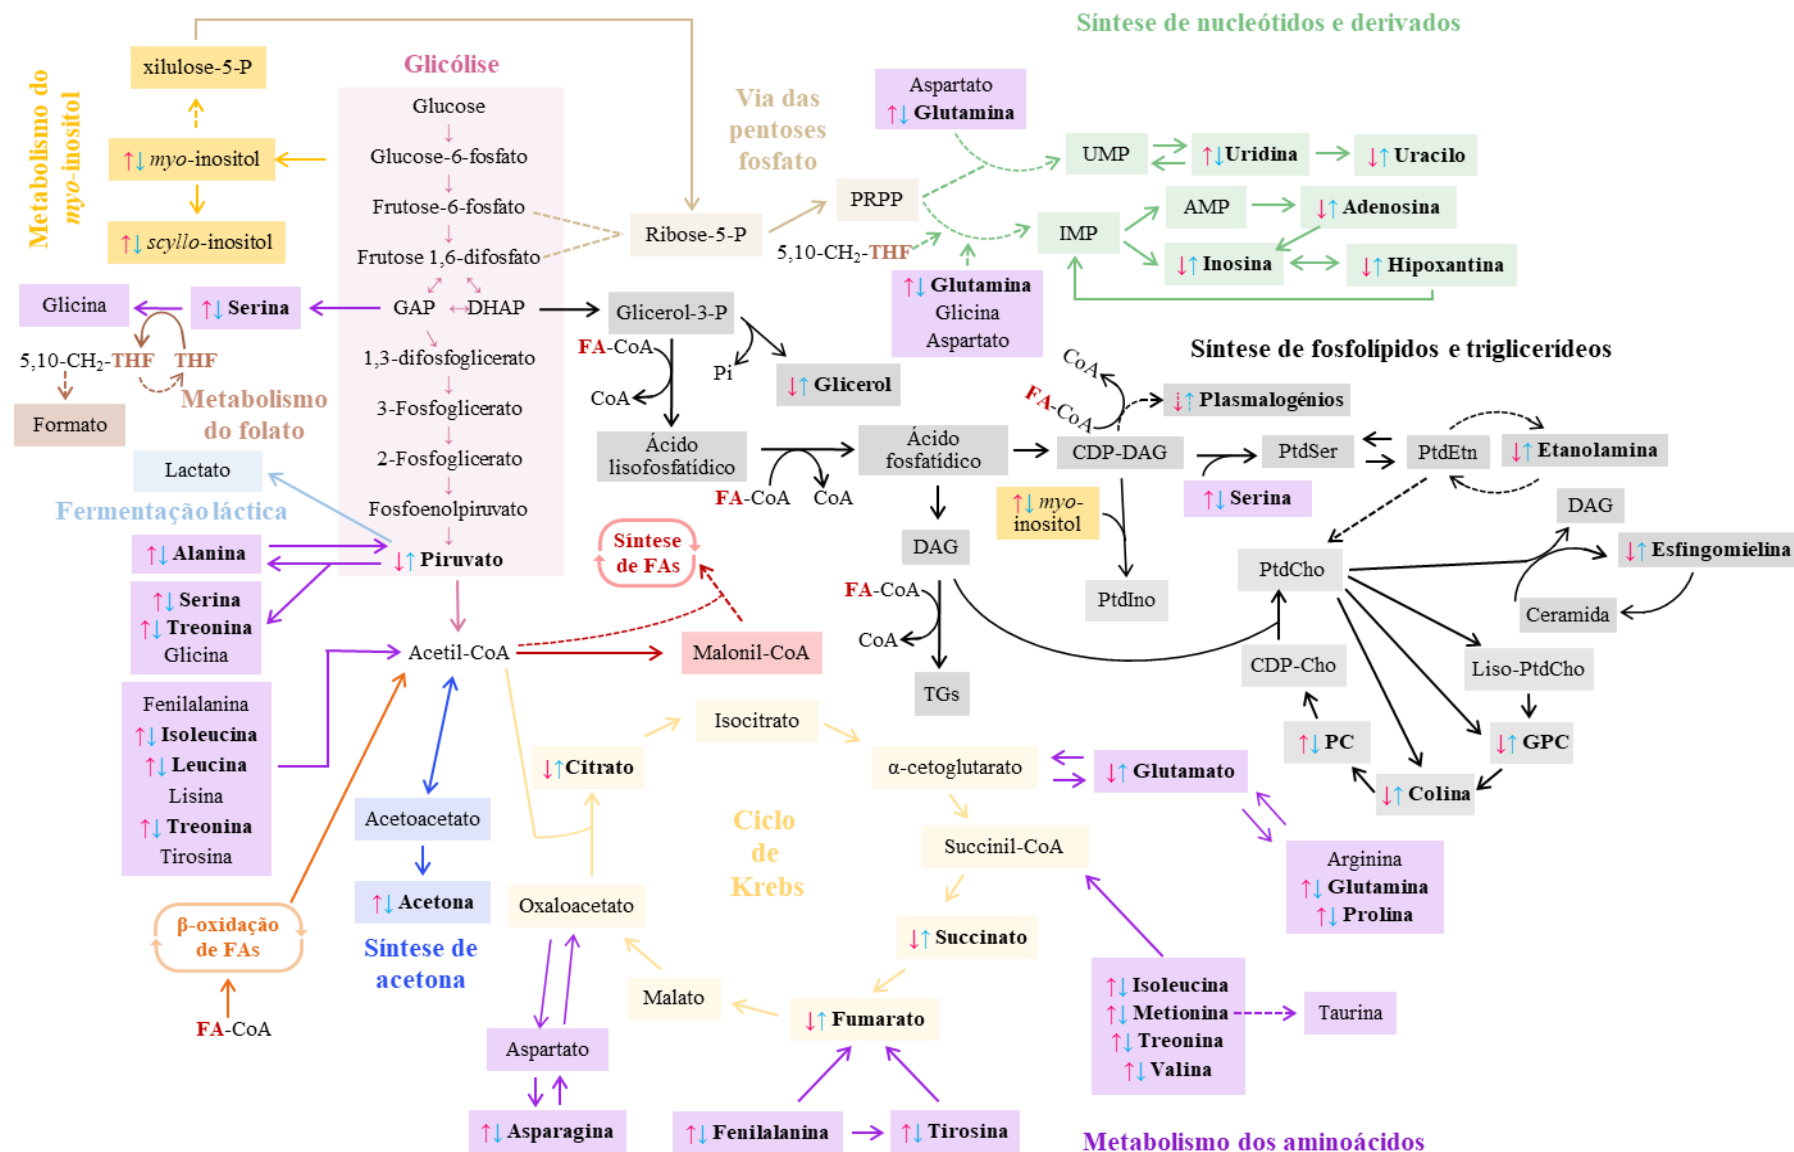 Síntese de nucleótidos e derivados
xilulose-5-P
Metabolismo do
myo-inositol
↑↓ myo-inositol
↑↓ scyllo-inositol
Glicólise
Glucose
Glucose-6-fosfato
Frutose-6-fosfato
Frutose 1,6-difosfato
GAP
DHAP
1,3-difosfoglicerato
3-Fosfoglicerato
2-Fosfoglicerato
Fosfoenolpiruvato
↓↑ Piruvato
Via das
pentoses
fosfato
Ribose-5-P
PRPP
5,10-CH2-THF
Aspartato
↑↓ Glutamina
UMP
↑↓Uridina
↓↑ Uracilo
AMP
↓↑ Adenosina
IMP
↓↑ Inosina
↓↑ Hipoxantina
↑↓ Glutamina
Glicina
Aspartato
Glicina
↑↓ Serina
5,10-CH2-THF
THF
Formato
Metabolismo
do folato
Lactato
Fermentação láctica
↑↓ Alanina
↑↓ Serina
↑↓ Treonina
Glicina
Glicerol-3-P
FA-CoA
CoA
Pi
↓↑ Glicerol
Síntese de fosfolípidos e triglicerídeos
Ácido
lisofosfatídico
FA-CoA
CoA
Ácido
fosfatídico
CoA
FA-CoA
↓↑ Plasmalogénios
CDP-DAG
PtdSer
PtdEtn
↓↑ Etanolamina
↑↓ Serina
↑↓ myo-
inositol
PtdIno
DAG
FA-CoA
CoA
TGs
DAG
PtdCho
↓↑ Esfingomielina
Ceramida
CDP-Cho
Liso-PtdCho
↑↓ PC
↓↑ GPC
↓↑ Colina
Síntese
de FAs
Acetil-CoA
Malonil-CoA
Fenilalanina
↑↓ Isoleucina
↑↓ Leucina
Lisina
↑↓ Treonina
Tirosina
Acetoacetato
↑↓ Acetona
Síntese de
acetona
β-oxidação
de FAs
FA-CoA
Isocitrato
↓↑Citrato
α-cetoglutarato
↓↑ Glutamato
Ciclo
de
Krebs
Succinil-CoA
Arginina
↑↓ Glutamina
↑↓ Prolina
Oxaloacetato
↓↑Succinato
Malato
↓↑ Fumarato
↑↓ Isoleucina
↑↓ Metionina
↑↓ Treonina
↑↓ Valina
Taurina
Aspartato
↑↓ Asparagina
↑↓ Fenilalanina
↑↓ Tirosina
Metabolismo dos aminoácidos